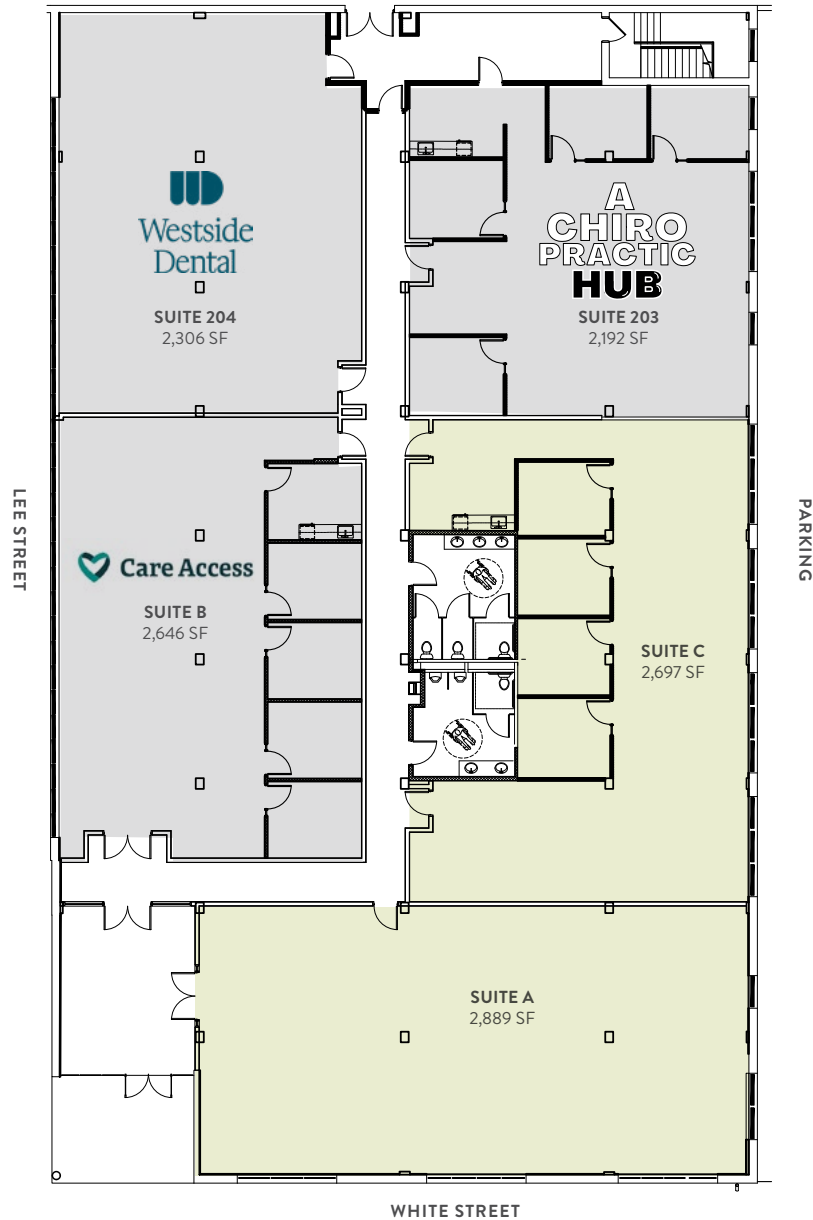 Westside
Dental
SUITE 204
2,306 SF
A
CHIRO
PRACTIC
HUB
SUITE 203
2,192 SF
LEE STREET
PARKING
Care Access
SUITE B
2,646 SF
SUITE C
2,697 SF
SUITE A
2,889 SF
WHITE STREET